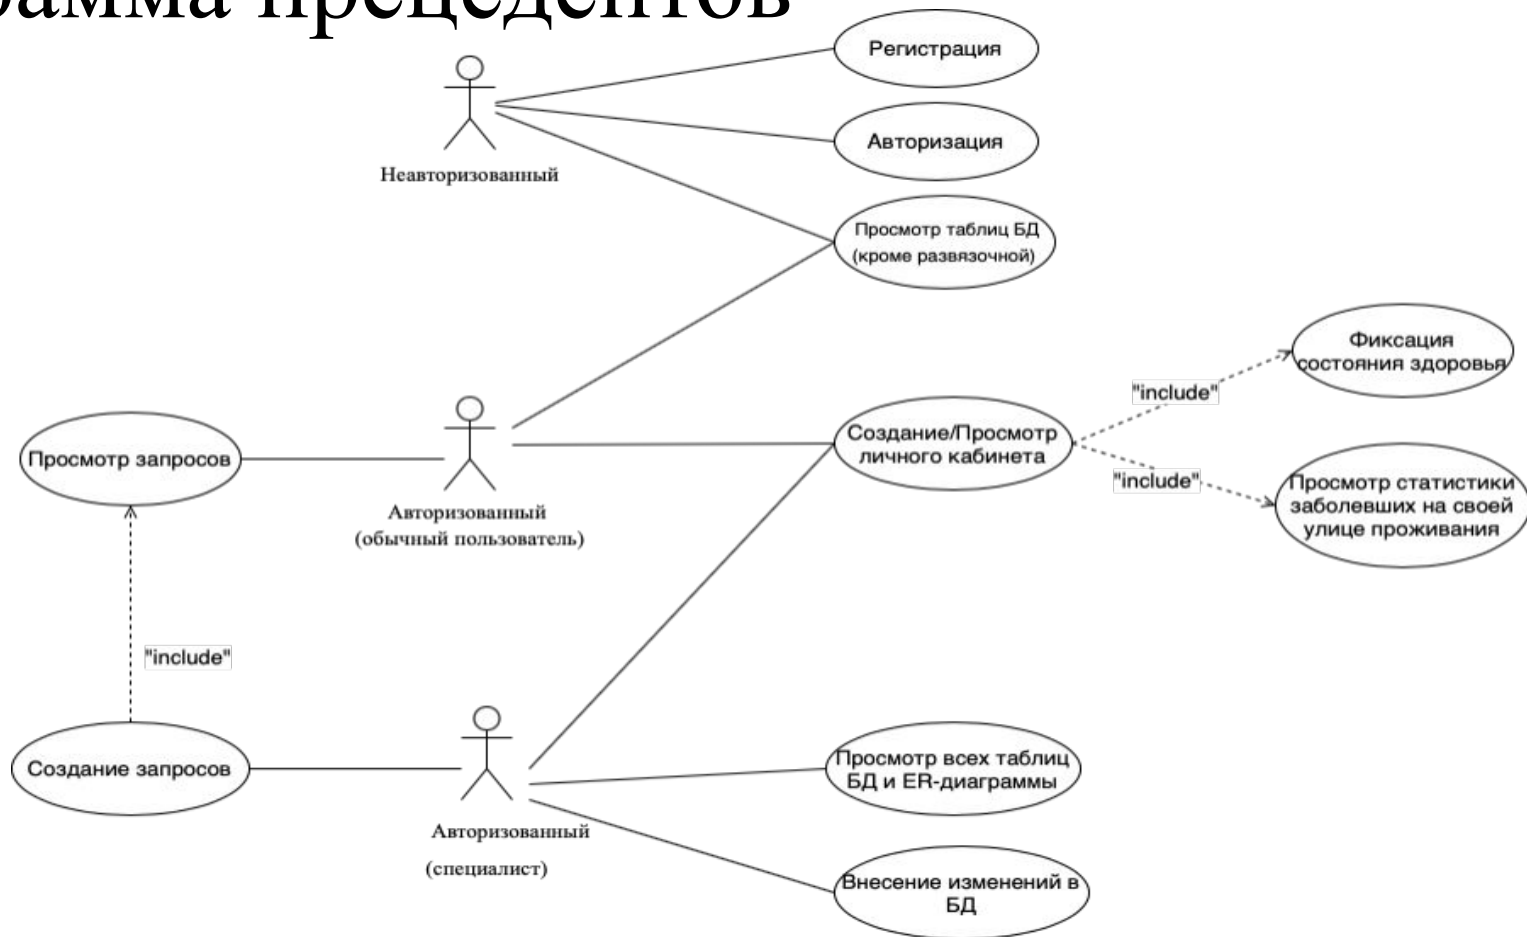 прецедентов
Регистрация
Авторизация
Неавторизованный
Просмотр таблиц БД
(кроме развязочной)
Фиксация
состояния здоровья
"include"
Создание/Просмотр
личного кабинета
"include"
Просмотр статистики
заболевших на своей
улице проживания
Просмотр запросов
Авторизованный
(обычный пользователь)
"include"
Создание запросов
Просмотр всех таблиц
БД и ER-диаграммы
Авторизованный
(специалист)
Внесение изменений в
БД